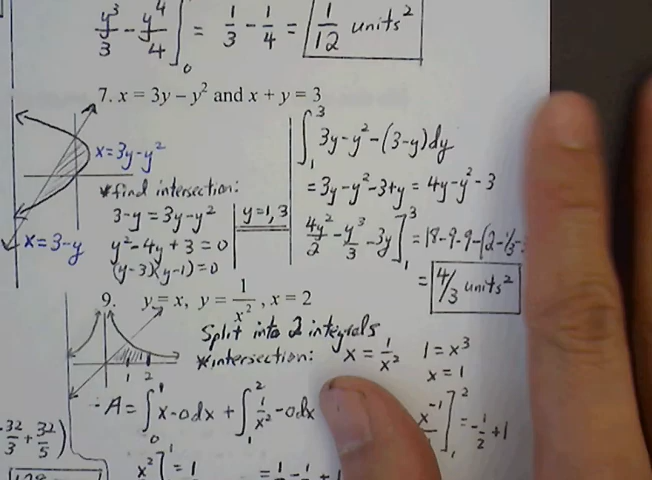 y³/3 - y⁴/4 ]₀ = 1/3 - 1/4 = 1/12 units²
7. x = 3y – y² and x + y = 3
x=3y-y²
*find intersection:
3-y = 3y-y²
y=1,3
y²-4y+3=0
(y-3)(y-1)=0
x=3-y
∫₁³ 3y-y²-(3-y)dy
= 3y-y²-3+y = 4y-y²-3
4y²/2 - y³/3 - 3y ]₁³ = 18-9-9-(2-1/3-
= 4/3 units²
9. y = x, y = 1/x², x = 2
Split into 2 integrals
*intersection: x = 1/x² 1=x³
x=1
1 2
A = ∫₀¹ x-0dx + ∫₁² 1/x² -0dx
x⁻¹ ]₁² = -1/2 + 1
32/3 + 32/5 )
x² ]¹ = 1